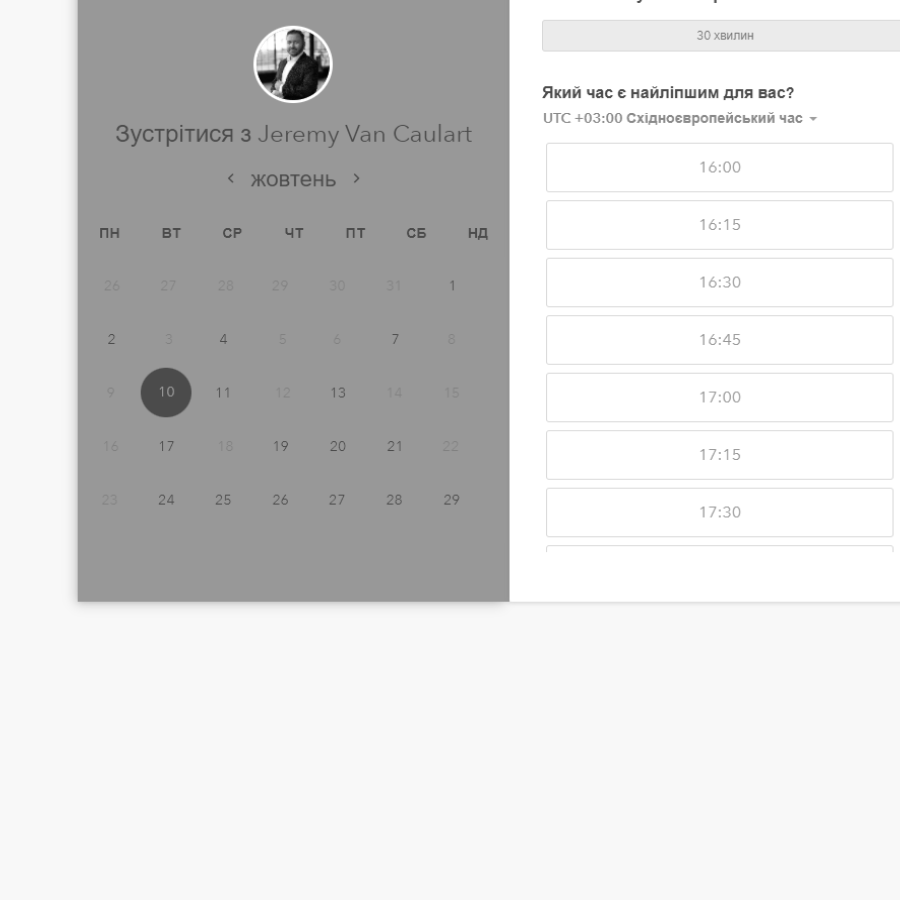 Зустрітися з Jeremy Van Caulart
жовтень
ПН ВТ СР ЧТ ПТ СБ НД
26 27 28 29 30 31 1
2 3 4 5 6 7 8
9 10 11 12 13 14 15
16 17 18 19 20 21 22
23 24 25 26 27 28 29
30 хвилин
Який час є найліпшим для вас?
UTC +03:00 Східноєвропейський час
16:00
16:15
16:30
16:45
17:00
17:15
17:30